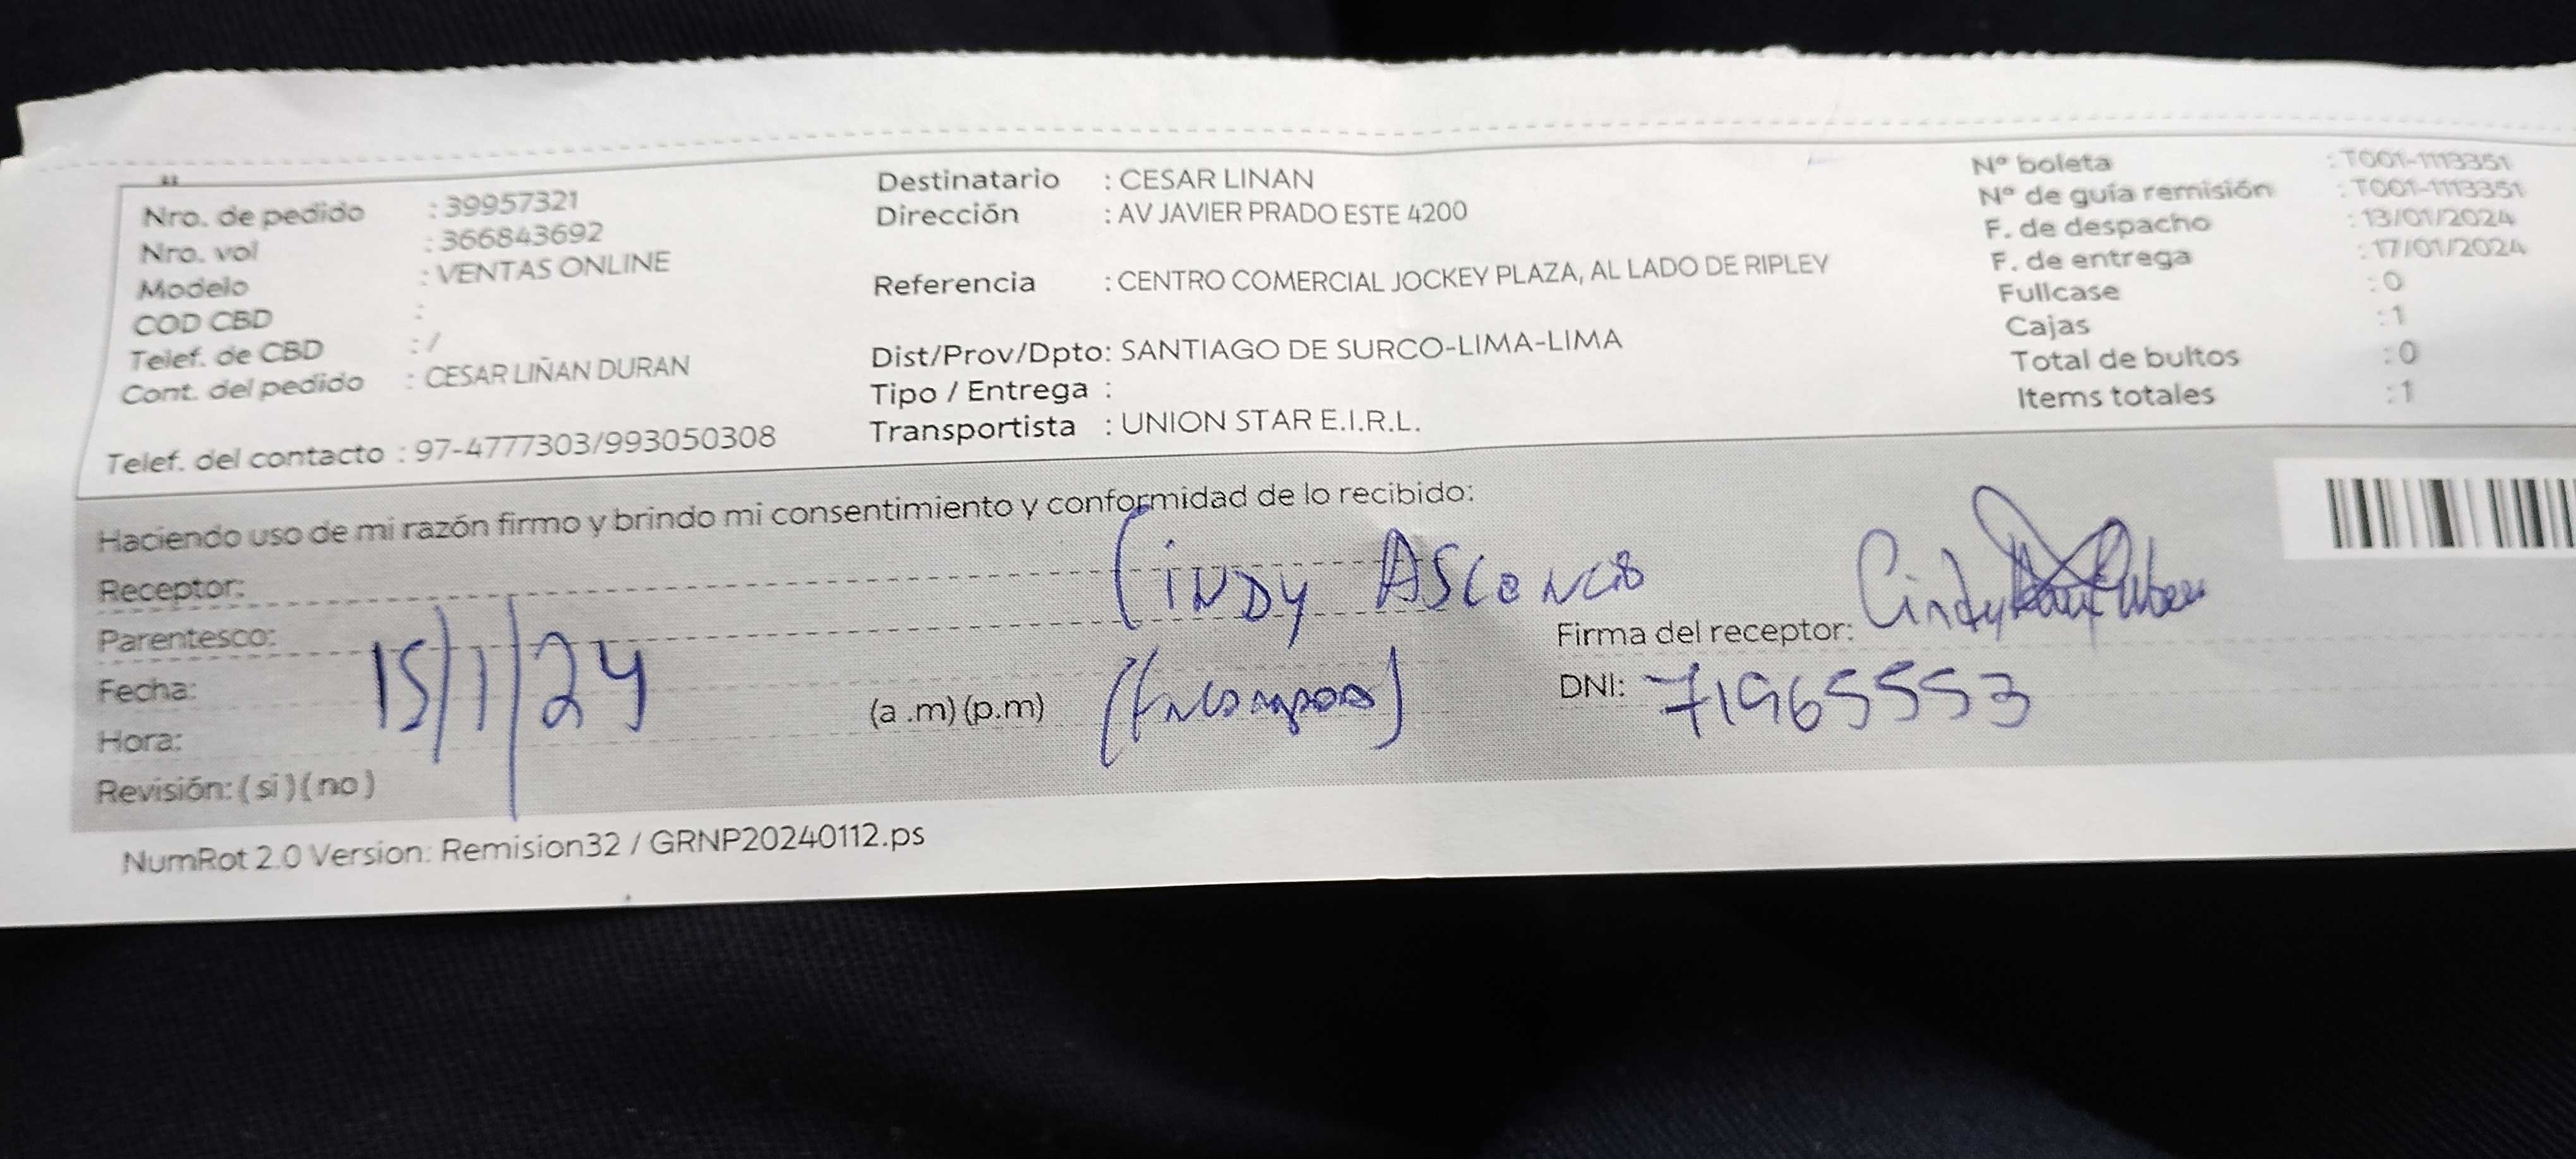 Nro. de pedido : 39957321
Nro. vol : 366843692
Modelo : VENTAS ONLINE
COD CBD :
Telef. de CBD : /
Cont. del pedido : CESAR LIÑAN DURAN
Telef. del contacto : 97-4777303/993050308
Destinatario : CESAR LINAN
Dirección : AV JAVIER PRADO ESTE 4200
Referencia : CENTRO COMERCIAL JOCKEY PLAZA, AL LADO DE RIPLEY
Dist/Prov/Dpto: SANTIAGO DE SURCO-LIMA-LIMA
Tipo / Entrega :
Transportista : UNION STAR E.I.R.L.
Nº boleta : T001-1113351
Nº de guía remisión : T001-1113351
F. de despacho : 13/01/2024
F. de entrega : 17/01/2024
Fullcase : 0
Cajas : 1
Total de bultos : 0
Items totales : 1
Haciendo uso de mi razón firmo y brindo mi consentimiento y conformidad de lo recibido:
Receptor: Cindy Ascencio
Parentesco:
Fecha: 15/1/24
Hora: (a .m) (p.m)
Revisión: ( si ) ( no )
Firma del receptor: Cindy
DNI: 71965553
NumRot 2.0 Version: Remision32 / GRNP20240112.ps